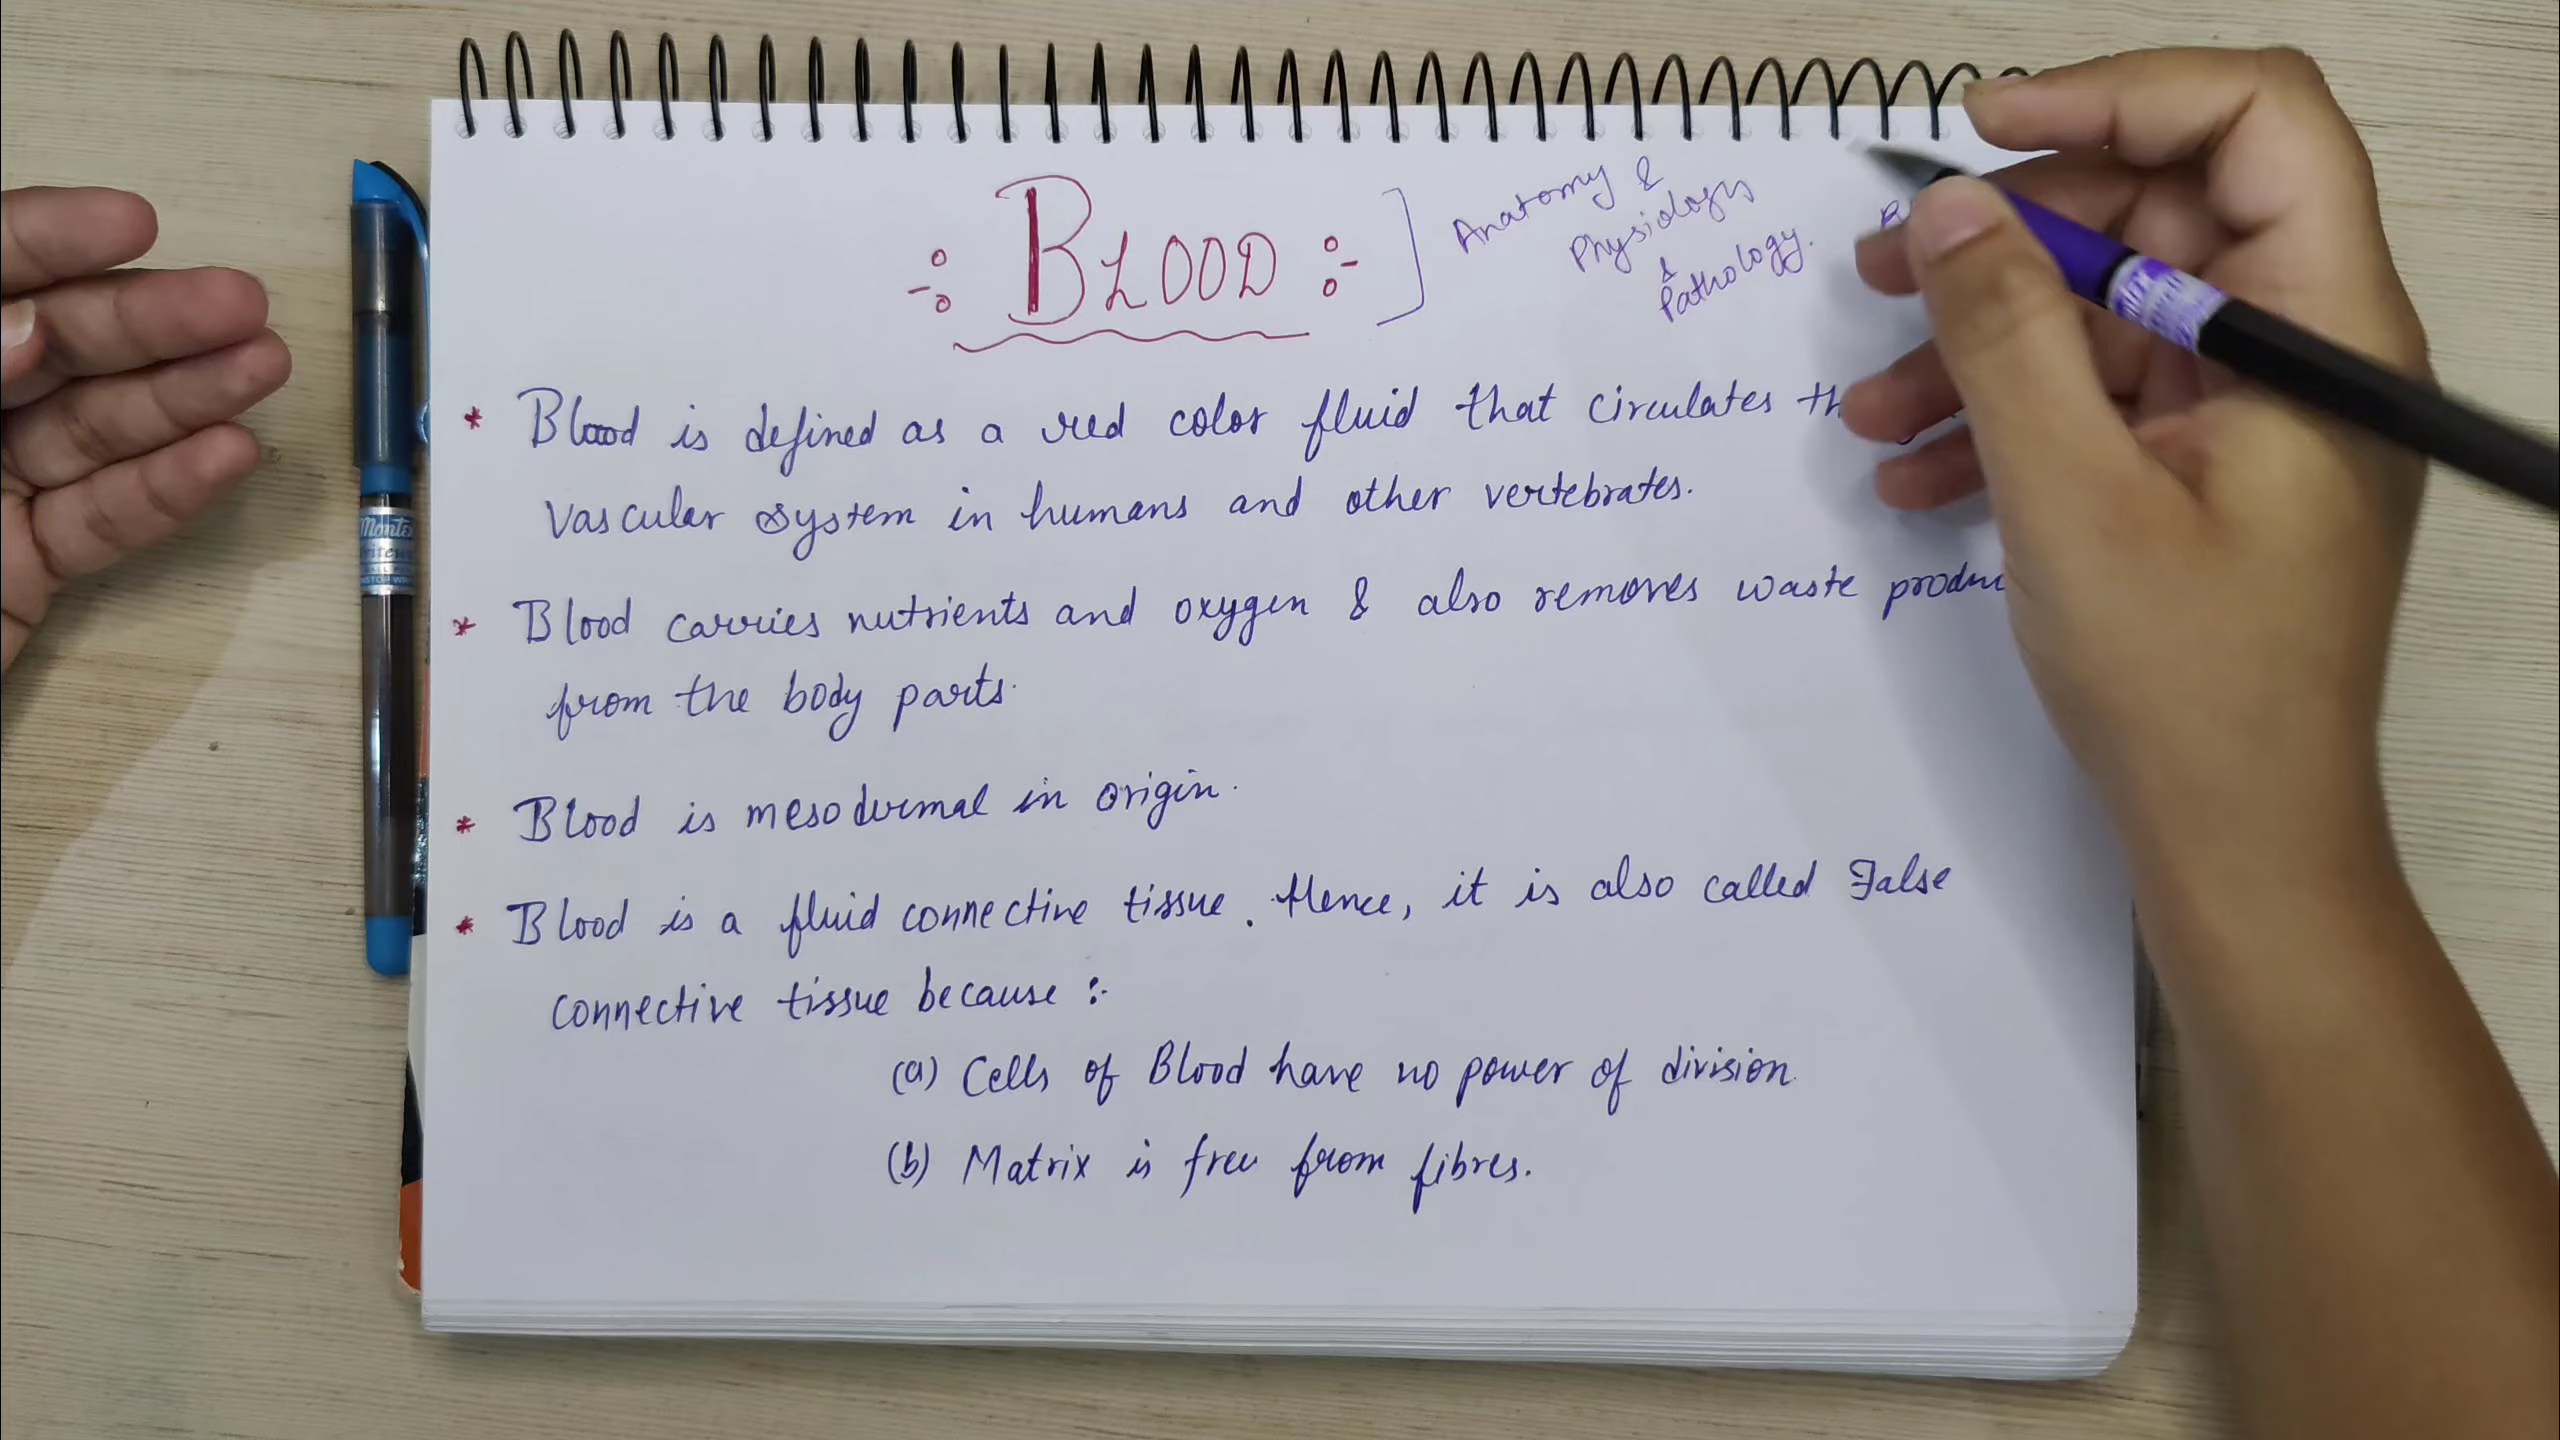 -:BLOOD:-
Anatomy &
Physiology
&
Pathology.
* Blood is defined as a red color fluid that circulates
vascular system in humans and other vertebrates.
* Blood carries nutrients and oxygen & also removes waste
from the body parts.
* Blood is mesodermal in origin.
* Blood is a fluid connective tissue. Hence, it is also called False
connective tissue because :-
(a) Cells of Blood have no power of division.
(b) Matrix is free from fibres.